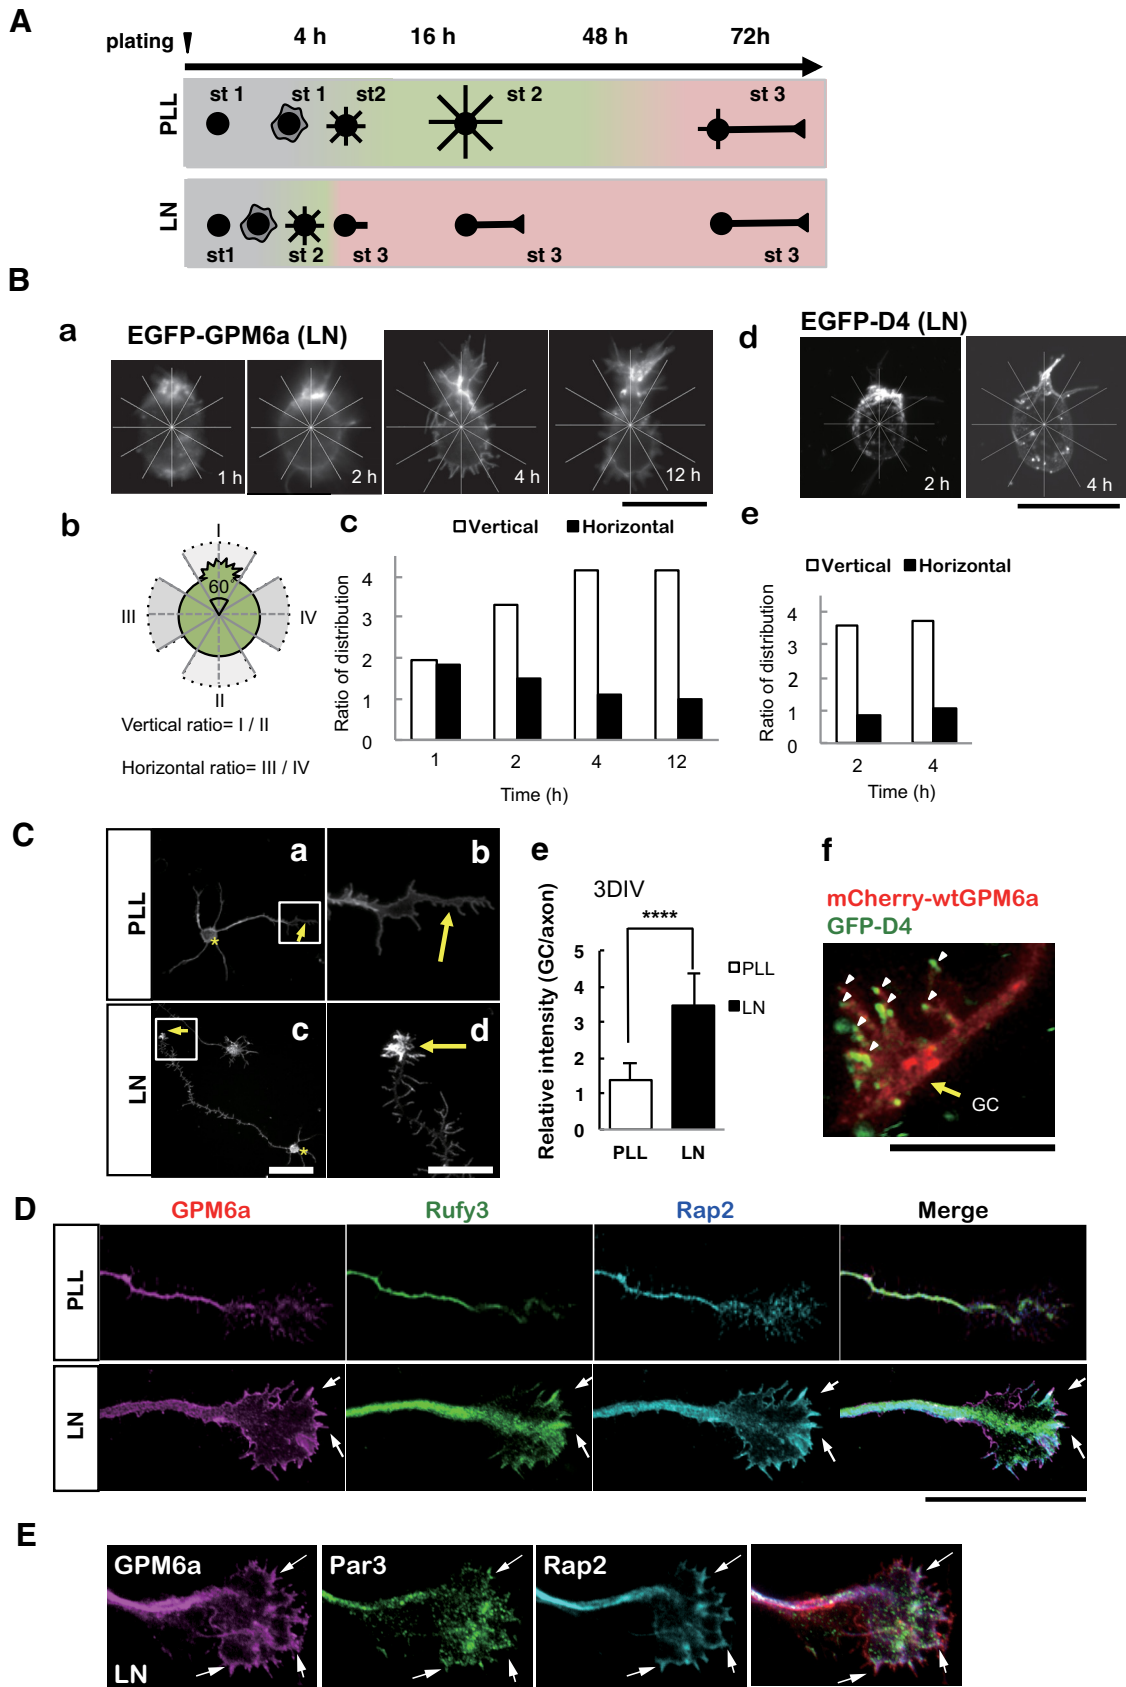 A
plating
4 h
16 h
48 h
72h
PLL
st 1
st 1
st2
st 2
st 3
LN
st1
st 2
st 3
st 3
st 3
B
a
EGFP-GPM6a (LN)
1 h
2 h
4 h
12 h
d
EGFP-D4 (LN)
2 h
4 h
b
I
60°
III
IV
II
Vertical ratio= I / II
Horizontal ratio= III / IV
c
Vertical
Horizontal
Ratio of distribution
4
3
2
1
0
1
2
4
12
Time (h)
e
Vertical
Horizontal
Ratio of distribution
4
3
2
1
0
2
4
Time (h)
C
PLL
a
*
b
LN
c
*
d
e
3DIV
****
Relative intensity (GC/axon)
5
4
3
2
1
0
PLL
LN
PLL
LN
f
mCherry-wtGPM6a
GFP-D4
GC
D
GPM6a
Rufy3
Rap2
Merge
PLL
LN
E
GPM6a
Par3
Rap2
LN